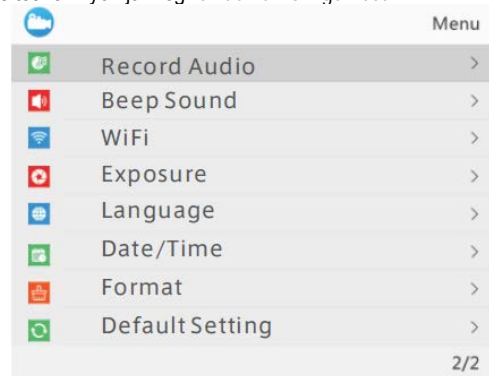 Menu
Record Audio
Beep Sound
WiFi
Exposure
Language
Date/Time
Format
Default Setting
2/2